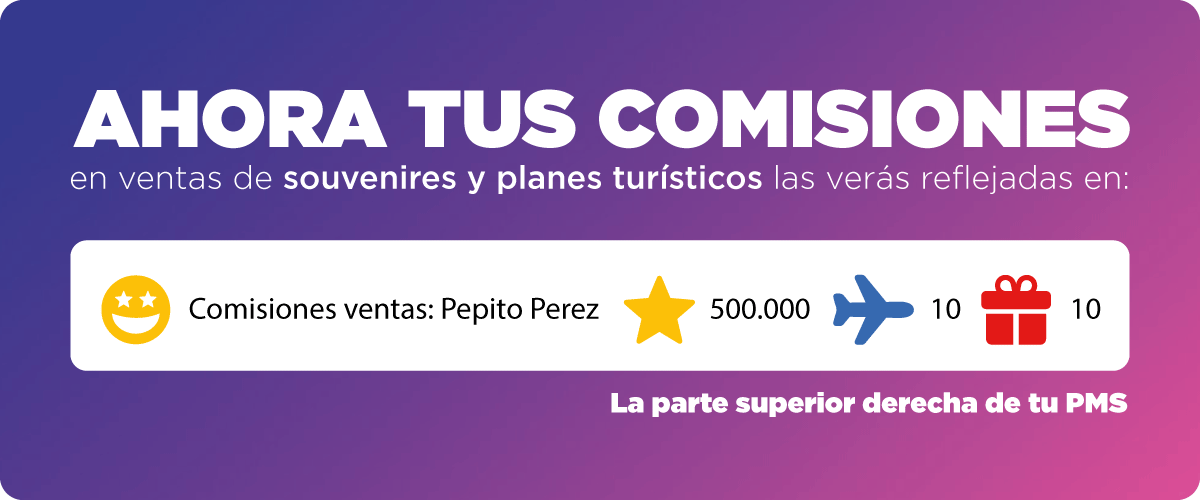 AHORA TUS COMISIONES
en ventas de souvenires y planes turísticos las verás reflejadas en:
Comisiones ventas: Pepito Perez 500.000 10 10
La parte superior derecha de tu PMS